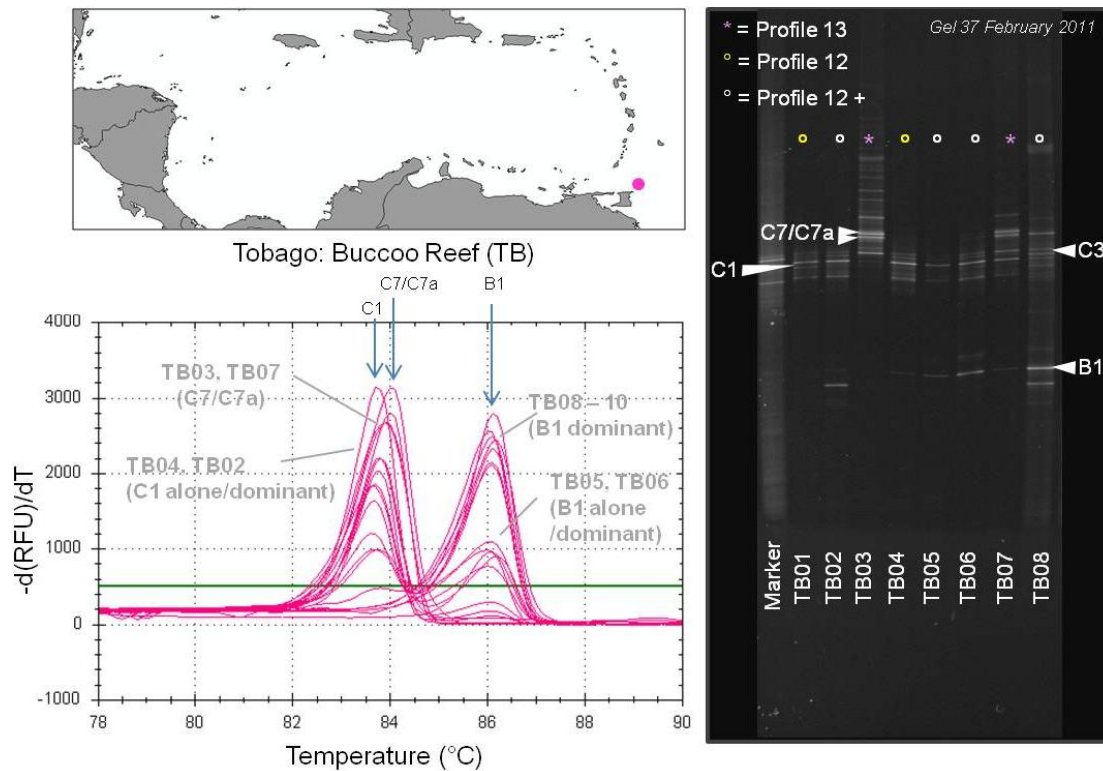 Tobago: Buccoo Reef (TB)
C7/C7a
C1
B1
4000
3000
2000
1000
0
-1000
-d(RFU)/dT
TB03, TB07
(C7/C7a)
TB04, TB02
(C1 alone/dominant)
TB08 – 10
(B1 dominant)
TB05, TB06
(B1 alone
/dominant)
78
80
82
84
86
88
90
Temperature (°C)
* = Profile 13
° = Profile 12
° = Profile 12 +
Gel 37 February 2011
C7/C7a
C1
C3
B1
Marker
TB01
TB02
TB03
TB04
TB05
TB06
TB07
TB08